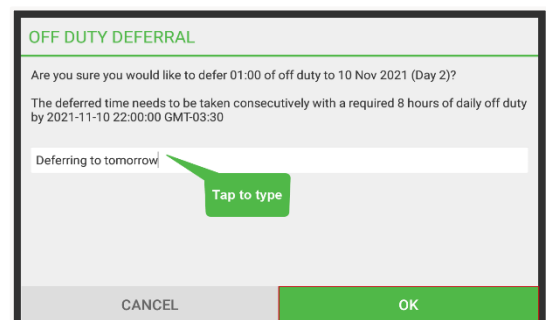 OFF DUTY DEFERRAL
Are you sure you would like to defer 01:00 of off duty to 10 Nov 2021 (Day 2)?
The deferred time needs to be taken consecutively with a required 8 hours of daily off duty
by 2021-11-10 22:00:00 GMT-03:30
Deferring to tomorrow
Tap to type
CANCEL
OK